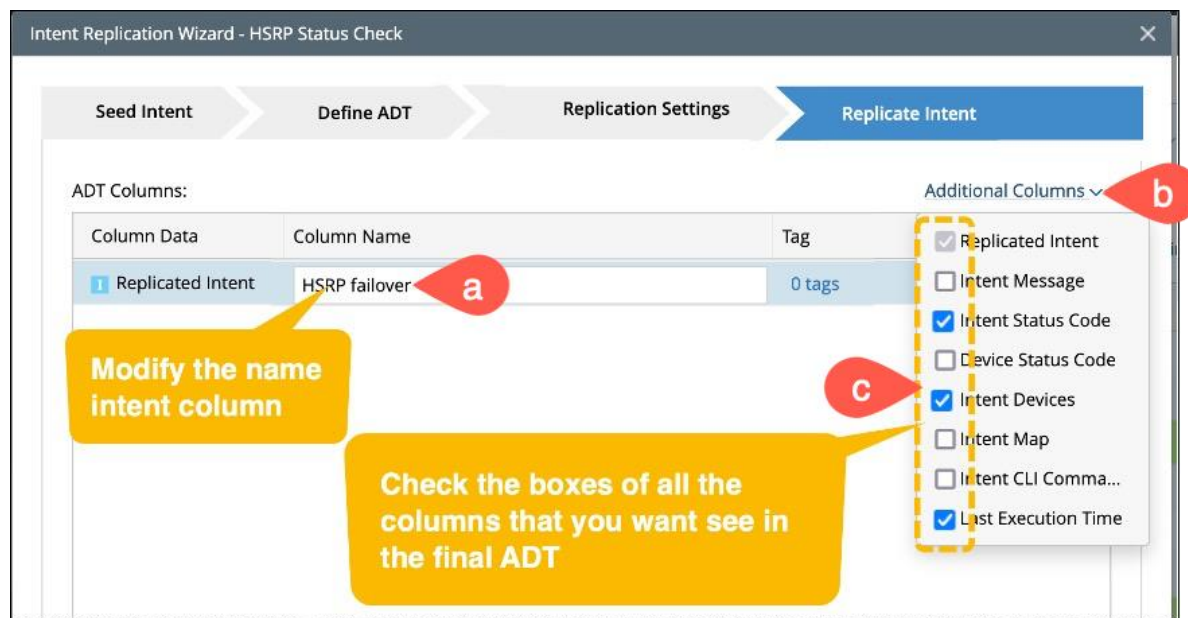 Intent Replication Wizard - HSRP Status Check
Seed Intent
Define ADT
Replication Settings
Replicate Intent
ADT Columns:
Additional Columns
b
Column Data
Column Name
Tag
Replicated Intent
HSRP failover
a
0 tags
Replicated Intent
Intent Message
Intent Status Code
Device Status Code
Intent Devices
Intent Map
Intent CLI Comma...
Last Execution Time
Modify the name
intent column
c
Check the boxes of all the
columns that you want see in
the final ADT